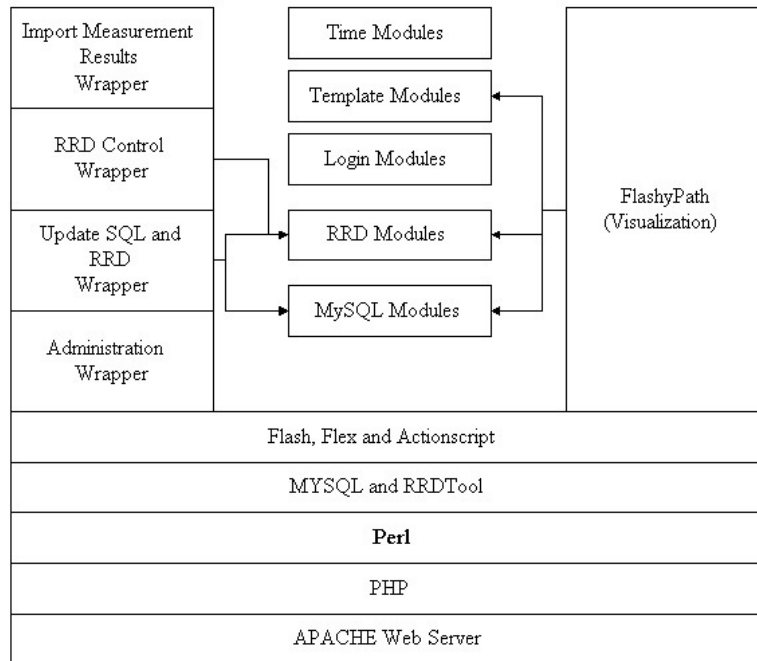 Import Measurement
Results
Wrapper
RRD Control
Wrapper
Update SQL and
RRD
Wrapper
Administration
Wrapper
Time Modules
Template Modules
Login Modules
RRD Modules
MySQL Modules
FlashyPath
(Visualization)
Flash, Flex and Actionscript
MYSQL and RRDTool
Perl
PHP
APACHE Web Server